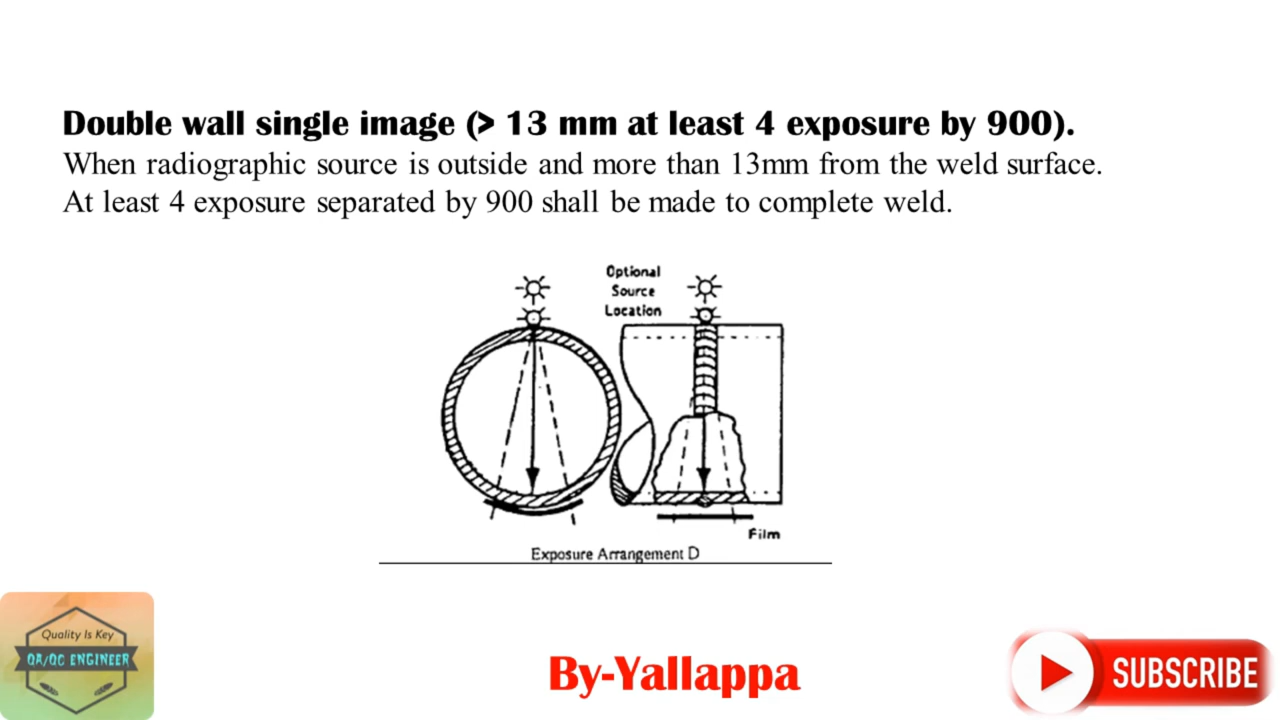 Double wall single image (> 13 mm at least 4 exposure by 900).
When radiographic source is outside and more than 13mm from the weld surface.
At least 4 exposure separated by 900 shall be made to complete weld.
Optional
Source
Location
Film
Exposure Arrangement D
Quality Is Key
QA/QC ENGINEER
By-Yallappa
SUBSCRIBE